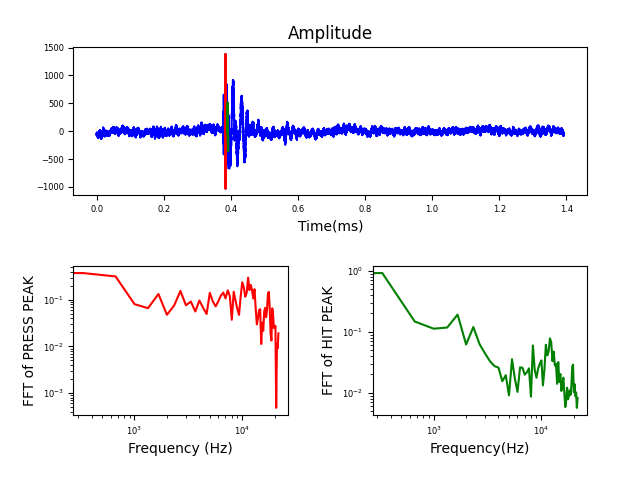 Amplitude
1500
1000
500
0
−500
−1000
0.0 0.2 0.4 0.6 0.8 1.0 1.2 1.4
Time(ms)
FFT of PRESS PEAK
10⁻¹
10⁻²
10⁻³
10³ 10⁴
Frequency (Hz)
FFT of HIT PEAK
10⁰
10⁻¹
10⁻²
10³ 10⁴
Frequency(Hz)